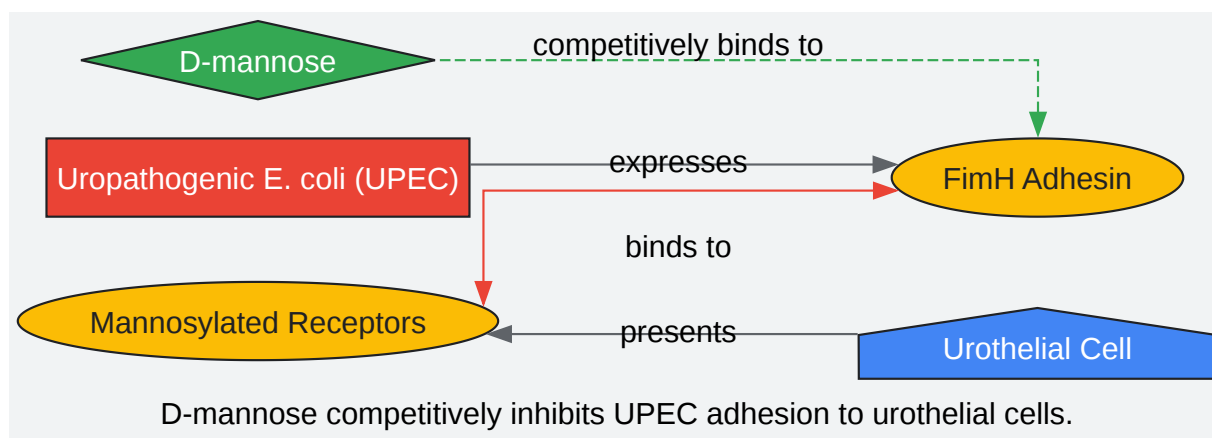 D-mannose
competitively binds to
Uropathogenic E. coli (UPEC)
expresses
FimH Adhesin
binds to
Mannosylated Receptors
presents
Urothelial Cell
D-mannose competitively inhibits UPEC adhesion to urothelial cells.